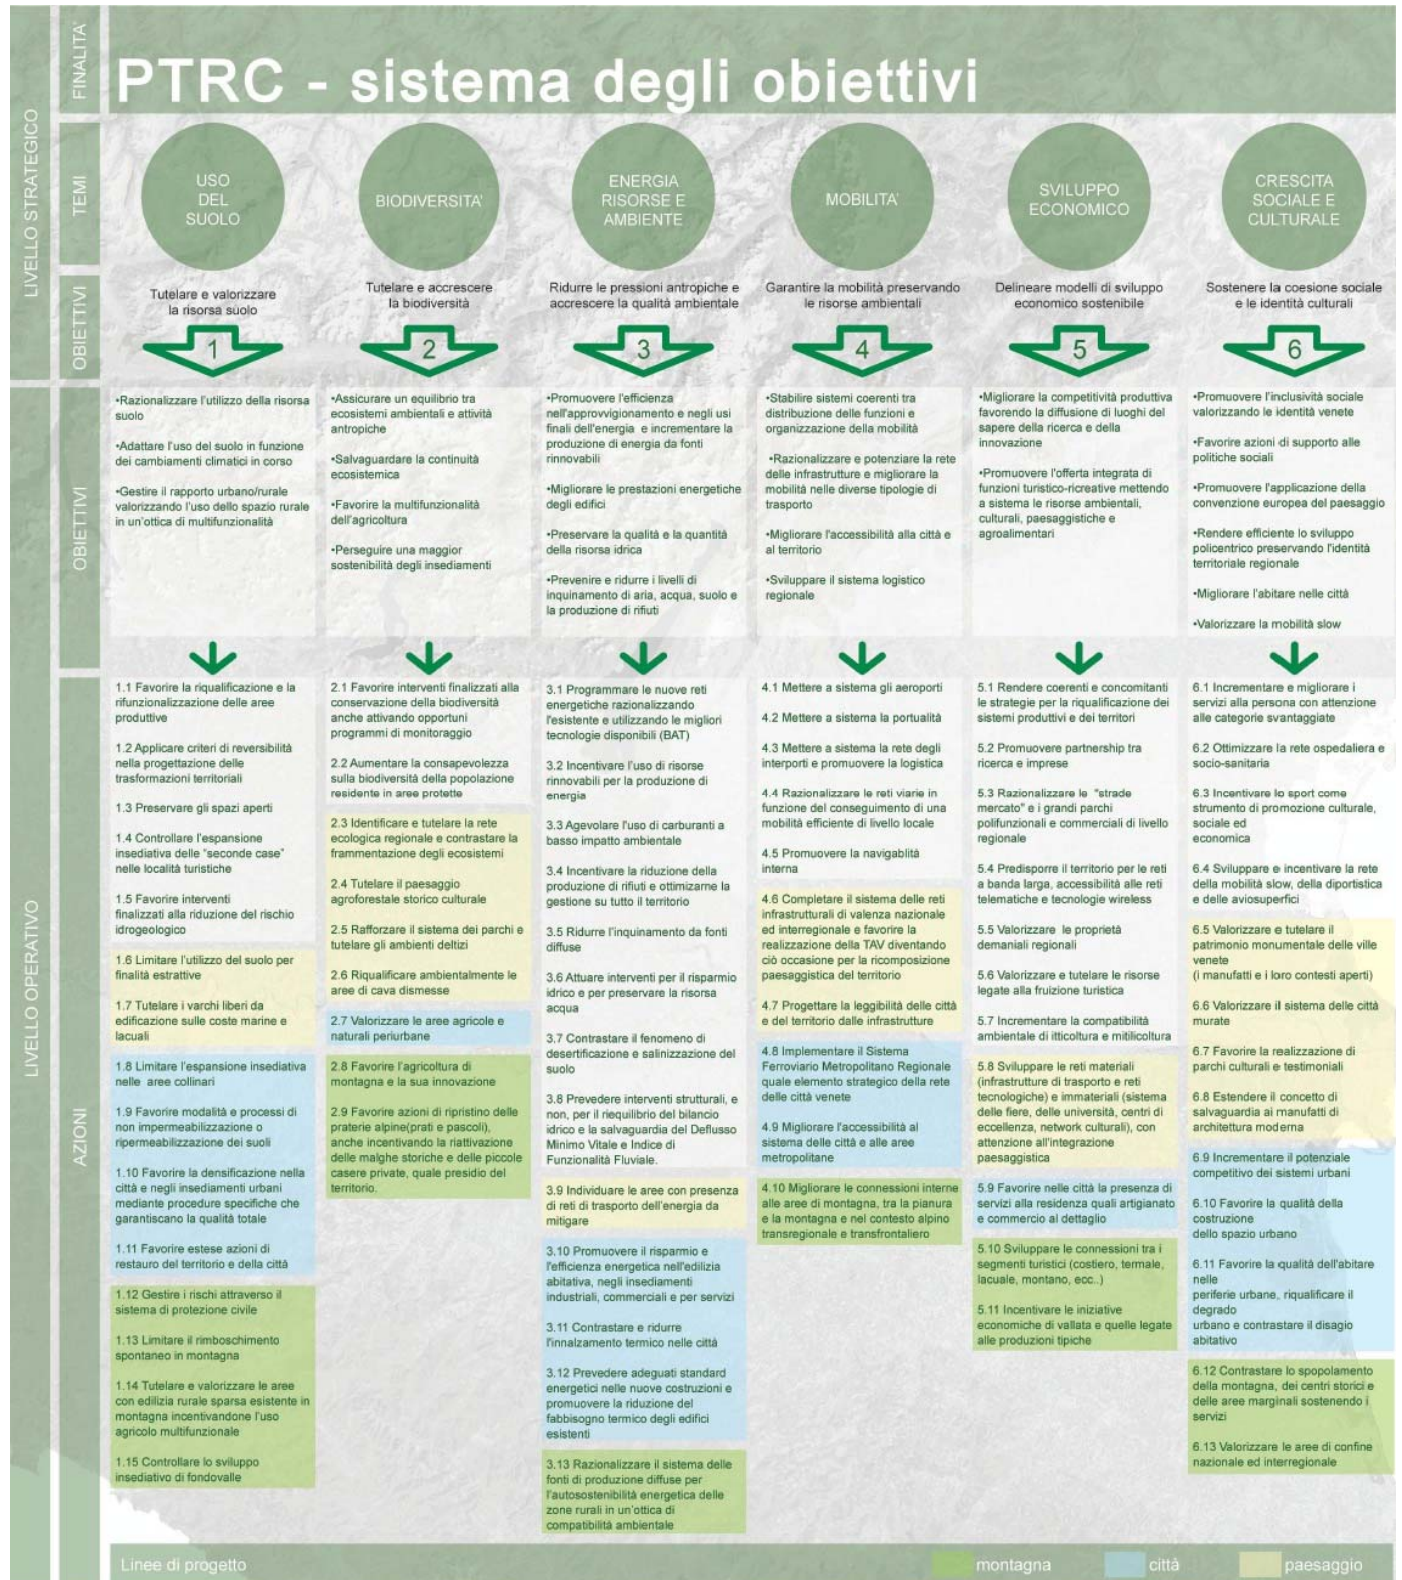 FINALITA'
PTRC - sistema degli obiettivi
LIVELLO STRATEGICO
TEMI
USO
DEL
SUOLO
BIODIVERSITA'
ENERGIA
RISORSE E
AMBIENTE
MOBILITA'
SVILUPPO
ECONOMICO
CRESCITA
SOCIALE E
CULTURALE
OBIETTIVI
Tutelare e valorizzare
la risorsa suolo
Tutelare e accrescere
la biodiversità
Ridurre le pressioni antropiche e
accrescere la qualità ambientale
Garantire la mobilità preservando
le risorse ambientali
Delineare modelli di sviluppo
economico sostenibile
Sostenere la coesione sociale
e le identità culturali
1
2
3
4
5
6
LIVELLO OPERATIVO
OBIETTIVI
•Razionalizzare l'utilizzo della risorsa
suolo
•Adattare l'uso del suolo in funzione
dei cambiamenti climatici in corso
•Gestire il rapporto urbano/rurale
valorizzando l'uso dello spazio rurale
in un'ottica di multifunzionalità
•Assicurare un equilibrio tra
ecosistemi ambientali e attività
antropiche
•Salvaguardare la continuità
ecosistemica
•Favorire la multifunzionalità
dell'agricoltura
•Perseguire una maggior
sostenibilità degli insediamenti
•Promuovere l'efficienza
nell'approvvigionamento e negli usi
finali dell'energia e incrementare la
produzione di energia da fonti
rinnovabili
•Migliorare le prestazioni energetiche
degli edifici
•Preservare la qualità e la quantità
della risorsa idrica
•Prevenire e ridurre i livelli di
inquinamento di aria, acqua, suolo e
la produzione di rifiuti
•Stabilire sistemi coerenti tra
distribuzione delle funzioni e
organizzazione della mobilità
•Razionalizzare e potenziare la rete
delle infrastrutture e migliorare la
mobilità nelle diverse tipologie di
trasporto
•Migliorare l'accessibilità alla città e
al territorio
•Sviluppare il sistema logistico
regionale
•Migliorare la competitività produttiva
favorendo la diffusione di luoghi del
sapere della ricerca e della
innovazione
•Promuovere l'offerta integrata di
funzioni turistico-ricreative mettendo
a sistema le risorse ambientali,
culturali, paesaggistiche e
agroalimentari
•Promuovere l'inclusività sociale
valorizzando le identità venete
•Favorire azioni di supporto alle
politiche sociali
•Promuovere l'applicazione della
convenzione europea del paesaggio
•Rendere efficiente lo sviluppo
policentrico preservando l'identità
territoriale regionale
•Migliorare l'abitare nelle città
•Valorizzare la mobilità slow
AZIONI
1.1 Favorire la riqualificazione e la
rifunzionalizzazione delle aree
produttive
1.2 Applicare criteri di reversibilità
nella progettazione delle
trasformazioni territoriali
1.3 Preservare gli spazi aperti
1.4 Controllare l'espansione
insediativa delle "seconde case"
nelle località turistiche
1.5 Favorire interventi
finalizzati alla riduzione del rischio
idrogeologico
1.6 Limitare l'utilizzo del suolo per
finalità estrattive
1.7 Tutelare i varchi liberi da
edificazione sulle coste marine e
lacuali
1.8 Limitare l'espansione insediativa
nelle aree collinari
1.9 Favorire modalità e processi di
non impermeabilizzazione o
ripermeabilizzazione dei suoli
1.10 Favorire la densificazione nella
città e negli insediamenti urbani
mediante procedure specifiche che
garantiscano la qualità totale
1.11 Favorire estese azioni di
restauro del territorio e della città
1.12 Gestire i rischi attraverso il
sistema di protezione civile
1.13 Limitare il rimboschimento
spontaneo in montagna
1.14 Tutelare e valorizzare le aree
con edilizia rurale sparsa esistente in
montagna incentivandone l'uso
agricolo multifunzionale
1.15 Controllare lo sviluppo
insediativo di fondovalle
2.1 Favorire interventi finalizzati alla
conservazione della biodiversità
anche attivando opportuni
programmi di monitoraggio
2.2 Aumentare la consapevolezza
sulla biodiversità della popolazione
residente in aree protette
2.3 Identificare e tutelare la rete
ecologica regionale e contrastare la
frammentazione degli ecosistemi
2.4 Tutelare il paesaggio
agroforestale storico culturale
2.5 Rafforzare il sistema dei parchi e
tutelare gli ambienti deltizi
2.6 Riqualificare ambientalmente le
aree di cava dismesse
2.7 Valorizzare le aree agricole e
naturali periurbane
2.8 Favorire l'agricoltura di
montagna e la sua innovazione
2.9 Favorire azioni di ripristino delle
praterie alpine(prati e pascoli),
anche incentivando la riattivazione
delle malghe storiche e delle piccole
casere private, quale presidio del
territorio.
3.1 Programmare le nuove reti
energetiche razionalizzando
l'esistente e utilizzando le migliori
tecnologie disponibili (BAT)
3.2 Incentivare l'uso di risorse
rinnovabili per la produzione di
energia
3.3 Agevolare l'uso di carburanti a
basso impatto ambientale
3.4 Incentivare la riduzione della
produzione di rifiuti e ottimizzarne la
gestione su tutto il territorio
3.5 Ridurre l'inquinamento da fonti
diffuse
3.6 Attuare interventi per il risparmio
idrico e per preservare la risorsa
acqua
3.7 Contrastare il fenomeno di
desertificazione e salinizzazione del
suolo
3.8 Prevedere interventi strutturali, e
non, per il riequilibrio del bilancio
idrico e la salvaguardia del Deflusso
Minimo Vitale e Indice di
Funzionalità Fluviale.
3.9 Individuare le aree con presenza
di reti di trasporto dell'energia da
mitigare
3.10 Promuovere il risparmio e
l'efficienza energetica nell'edilizia
abitativa, negli insediamenti
industriali, commerciali e per servizi
3.11 Contrastare e ridurre
l'innalzamento termico nelle città
3.12 Prevedere adeguati standard
energetici nelle nuove costruzioni e
promuovere la riduzione del
fabbisogno termico degli edifici
esistenti
3.13 Razionalizzare il sistema delle
fonti di produzione diffuse per
l'autosostenibilità energetica delle
zone rurali in un'ottica di
compatibilità ambientale
4.1 Mettere a sistema gli aeroporti
4.2 Mettere a sistema la portualità
4.3 Mettere a sistema la rete degli
interporti e promuovere la logistica
4.4 Razionalizzare le reti viarie in
funzione del conseguimento di una
mobilità efficiente di livello locale
4.5 Promuovere la navigablità
interna
4.6 Completare il sistema delle reti
infrastrutturali di valenza nazionale
ed interregionale e favorire la
realizzazione della TAV diventando
ciò occasione per la ricomposizione
paesaggistica del territorio
4.7 Progettare la leggibilità delle città
e del territorio dalle infrastrutture
4.8 Implementare il Sistema
Ferroviario Metropolitano Regionale
quale elemento strategico della rete
delle città venete
4.9 Migliorare l'accessibilità al
sistema delle città e alle aree
metropolitane
4.10 Migliorare le connessioni interne
alle aree di montagna, tra la pianura
e la montagna e nel contesto alpino
transregionale e transfrontaliero
5.1 Rendere coerenti e concomitanti
le strategie per la riqualificazione dei
sistemi produttivi e dei territori
5.2 Promuovere partnership tra
ricerca e imprese
5.3 Razionalizzare le "strade
mercato" e i grandi parchi
polifunzionali e commerciali di livello
regionale
5.4 Predisporre il territorio per le reti
a banda larga, accessibilità alle reti
telematiche e tecnologie wireless
5.5 Valorizzare le proprietà
demaniali regionali
5.6 Valorizzare e tutelare le risorse
legate alla fruizione turistica
5.7 Incrementare la compatibilità
ambientale di itticoltura e mitilicoltura
5.8 Sviluppare le reti materiali
(infrastrutture di trasporto e reti
tecnologiche) e immateriali (sistema
delle fiere, delle università, centri di
eccellenza, network culturali), con
attenzione all'integrazione
paesaggistica
5.9 Favorire nelle città la presenza di
servizi alla residenza quali artigianato
e commercio al dettaglio
5.10 Sviluppare le connessioni tra i
segmenti turistici (costiero, termale,
lacuale, montano, ecc..)
5.11 Incentivare le iniziative
economiche di vallata e quelle legate
alle produzioni tipiche
6.1 Incrementare e migliorare i
servizi alla persona con attenzione
alle categorie svantaggiate
6.2 Ottimizzare la rete ospedaliera e
socio-sanitaria
6.3 Incentivare lo sport come
strumento di promozione culturale,
sociale ed
economica
6.4 Sviluppare e incentivare la rete
della mobilità slow, della diportistica
e delle aviosuperfici
6.5 Valorizzare e tutelare il
patrimonio monumentale delle ville
venete
(i manufatti e i loro contesti aperti)
6.6 Valorizzare il sistema delle città
murate
6.7 Favorire la realizzazione di
parchi culturali e testimoniali
6.8 Estendere il concetto di
salvaguardia ai manufatti di
architettura moderna
6.9 Incrementare il potenziale
competitivo dei sistemi urbani
6.10 Favorire la qualità della
costruzione
dello spazio urbano
6.11 Favorire la qualità dell'abitare
nelle
periferie urbane, riqualificare il
degrado
urbano e contrastare il disagio
abitativo
6.12 Contrastare lo spopolamento
della montagna, dei centri storici e
delle aree marginali sostenendo i
servizi
6.13 Valorizzare le aree di confine
nazionale ed interregionale
Linee di progetto
montagna
città
paesaggio